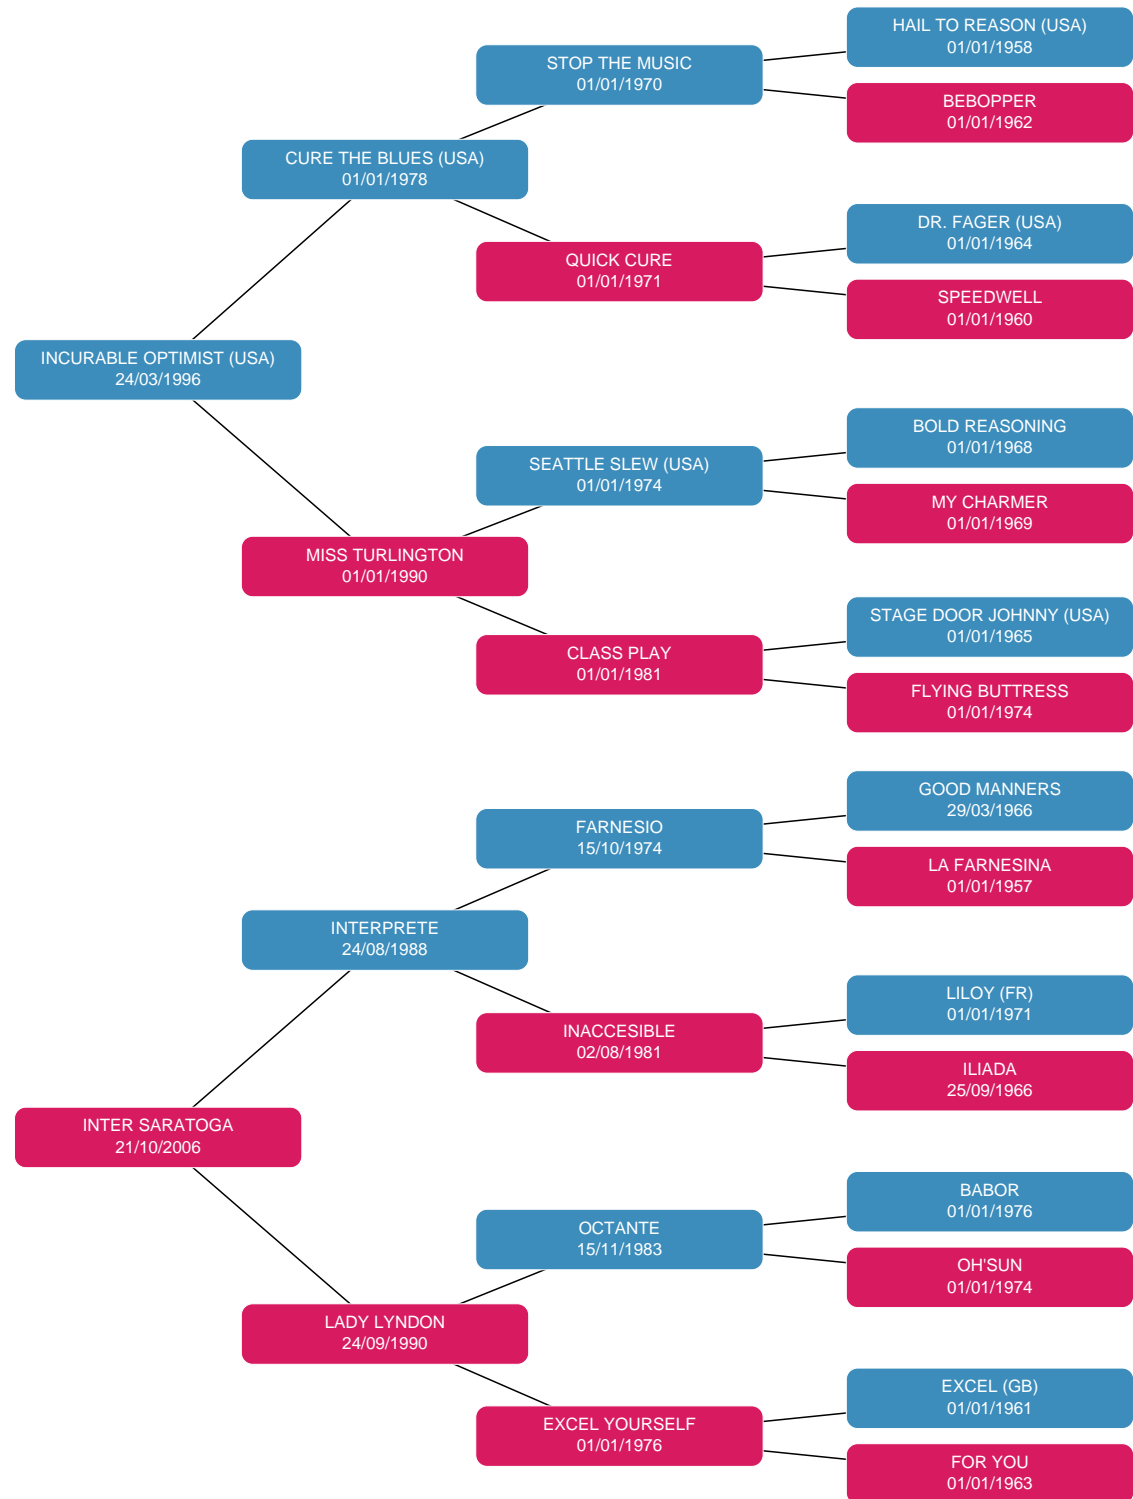 HAIL TO REASON (USA)
01/01/1958
STOP THE MUSIC
01/01/1970
BEBOPPER
01/01/1962
CURE THE BLUES (USA)
01/01/1978
DR. FAGER (USA)
01/01/1964
QUICK CURE
01/01/1971
SPEEDWELL
01/01/1960
INCURABLE OPTIMIST (USA)
24/03/1996
BOLD REASONING
01/01/1968
SEATTLE SLEW (USA)
01/01/1974
MY CHARMER
01/01/1969
MISS TURLINGTON
01/01/1990
STAGE DOOR JOHNNY (USA)
01/01/1965
CLASS PLAY
01/01/1981
FLYING BUTTRESS
01/01/1974
GOOD MANNERS
29/03/1966
FARNESIO
15/10/1974
LA FARNESINA
01/01/1957
INTERPRETE
24/08/1988
LILOY (FR)
01/01/1971
INACCESIBLE
02/08/1981
ILIADA
25/09/1966
INTER SARATOGA
21/10/2006
BABOR
01/01/1976
OCTANTE
15/11/1983
OH'SUN
01/01/1974
LADY LYNDON
24/09/1990
EXCEL (GB)
01/01/1961
EXCEL YOURSELF
01/01/1976
FOR YOU
01/01/1963